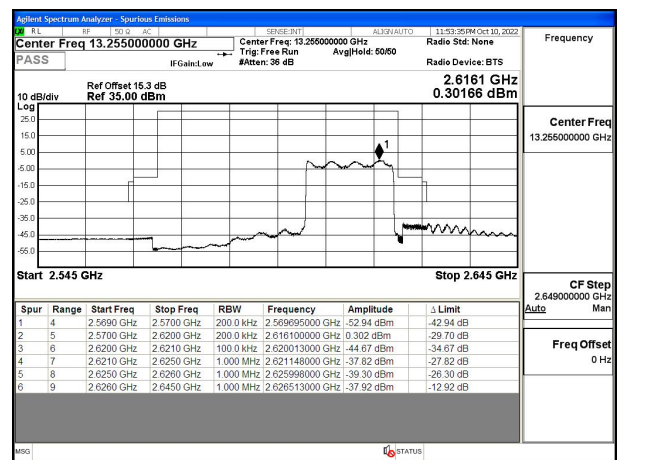 Agilent Spectrum Analyzer - Spurious Emissions
LXI RL RF 50 Ω AC SENSE:INT ALIGN AUTO 11:53:35PM Oct 10, 2022
Center Freq 13.255000000 GHz Center Freq: 13.255000000 GHz Radio Std: None Frequency
Trig: Free Run Avg|Hold: 50/50
PASS IFGain:Low #Atten: 36 dB Radio Device: BTS
Ref Offset 15.3 dB 2.6161 GHz
10 dB/div Ref 35.00 dBm 0.30166 dBm
Log
25.0
15.0
5.00
-5.00
-15.0
-25.0
-35.0
-45.0
-55.0
1
Start 2.545 GHz Stop 2.645 GHz
Center Freq
13.255000000 GHz
CF Step
2.649000000 GHz
Auto Man
Freq Offset
0 Hz
Spur Range Start Freq Stop Freq RBW Frequency Amplitude Δ Limit
1 4 2.5690 GHz 2.5700 GHz 200.0 kHz 2.569695000 GHz -52.94 dBm -42.94 dB
2 5 2.5700 GHz 2.6200 GHz 200.0 kHz 2.616100000 GHz 0.302 dBm -29.70 dB
3 6 2.6200 GHz 2.6210 GHz 100.0 kHz 2.620013000 GHz -44.67 dBm -34.67 dB
4 7 2.6210 GHz 2.6250 GHz 1.000 MHz 2.621148000 GHz -37.82 dBm -27.82 dB
5 8 2.6250 GHz 2.6260 GHz 1.000 MHz 2.625998000 GHz -39.30 dBm -26.30 dB
6 9 2.6260 GHz 2.6450 GHz 1.000 MHz 2.626513000 GHz -37.92 dBm -12.92 dB
MSG STATUS